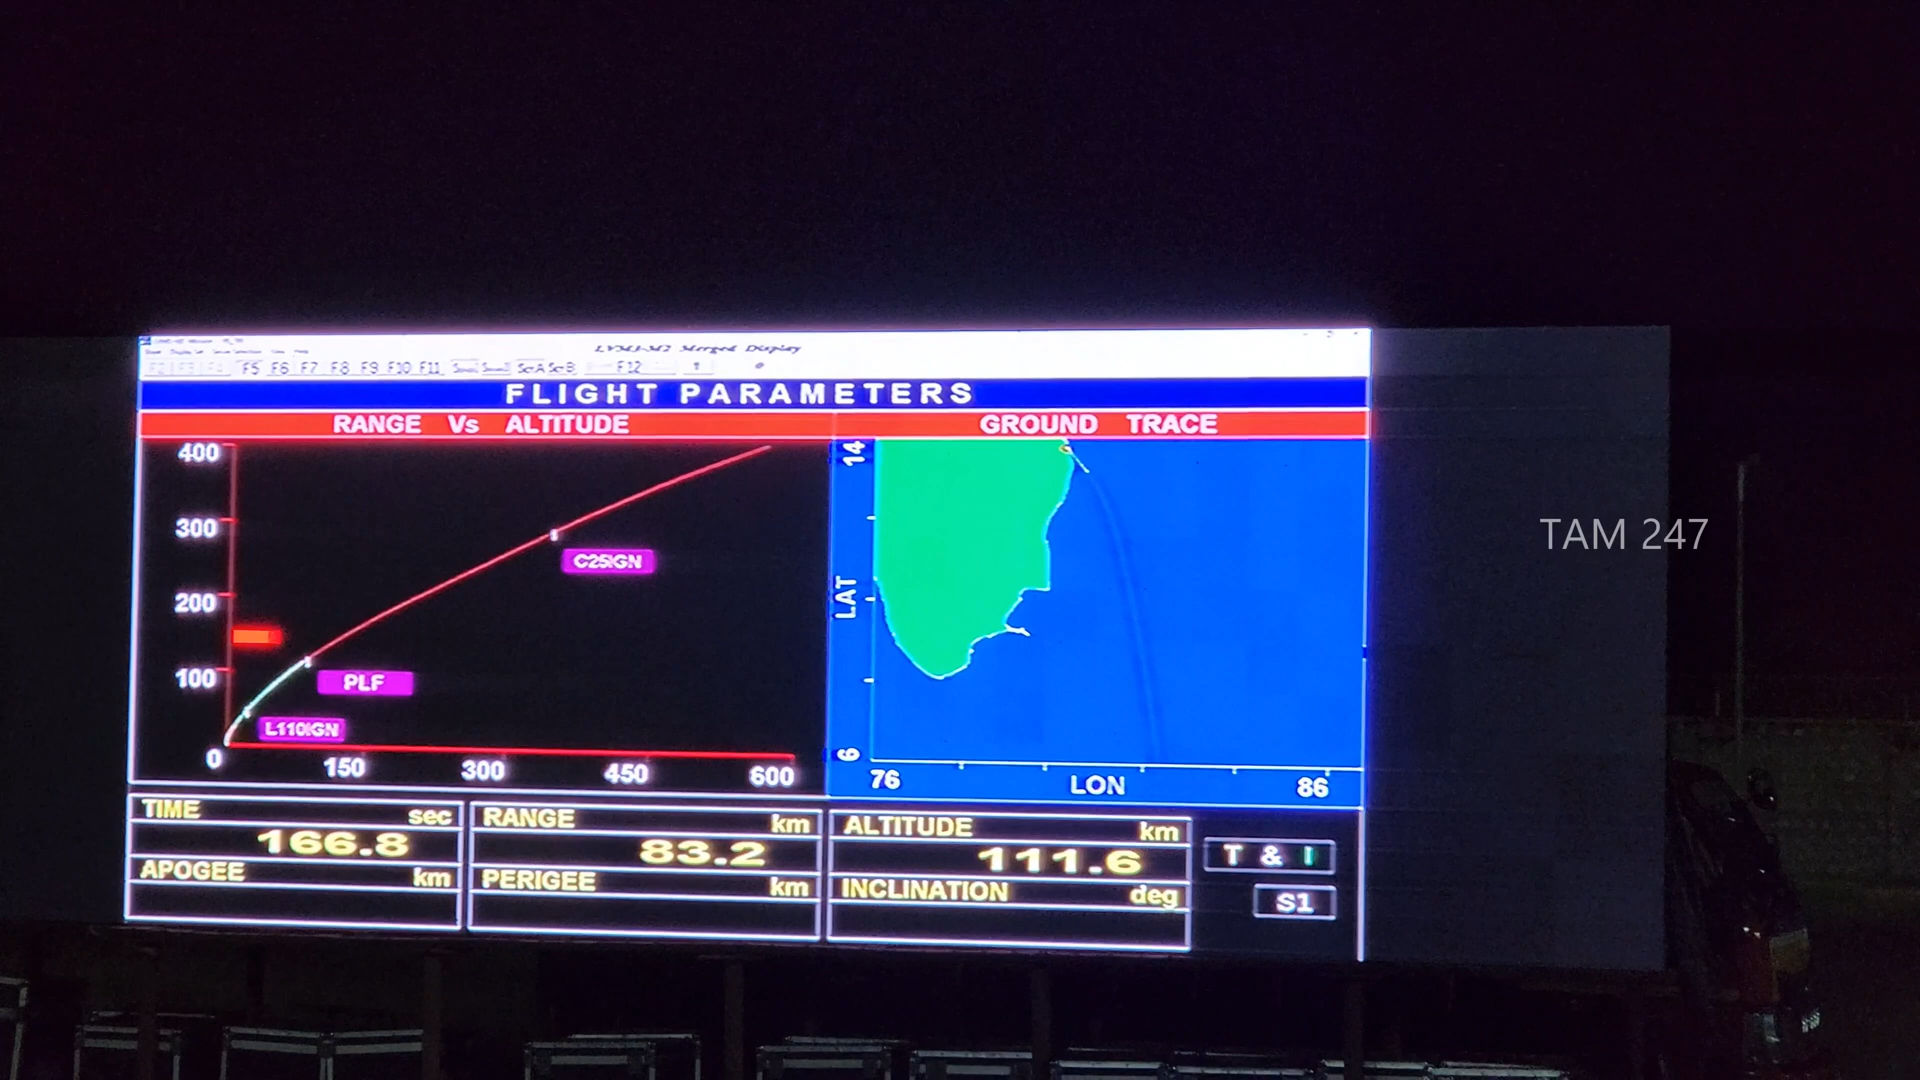 LVM3-M2 Merged Display
F5 F6 F7 F8 F9 F10 F11 SerA SerB F12
FLIGHT PARAMETERS
RANGE Vs ALTITUDE
GROUND TRACE
400
300
200
100
0
150
300
450
600
C25IGN
PLF
L110IGN
14
LAT
6
76
LON
86
TIME sec
166.8
APOGEE km
RANGE km
83.2
PERIGEE km
ALTITUDE km
111.6
INCLINATION deg
T & I
S1
TAM 247